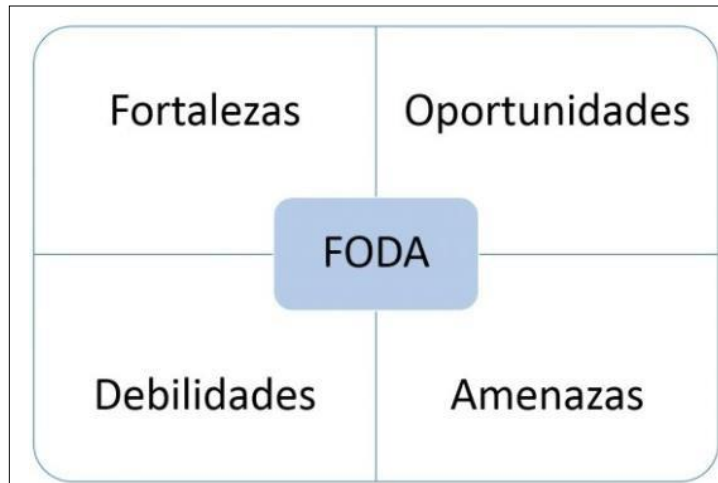 Fortalezas
Oportunidades
FODA
Debilidades
Amenazas